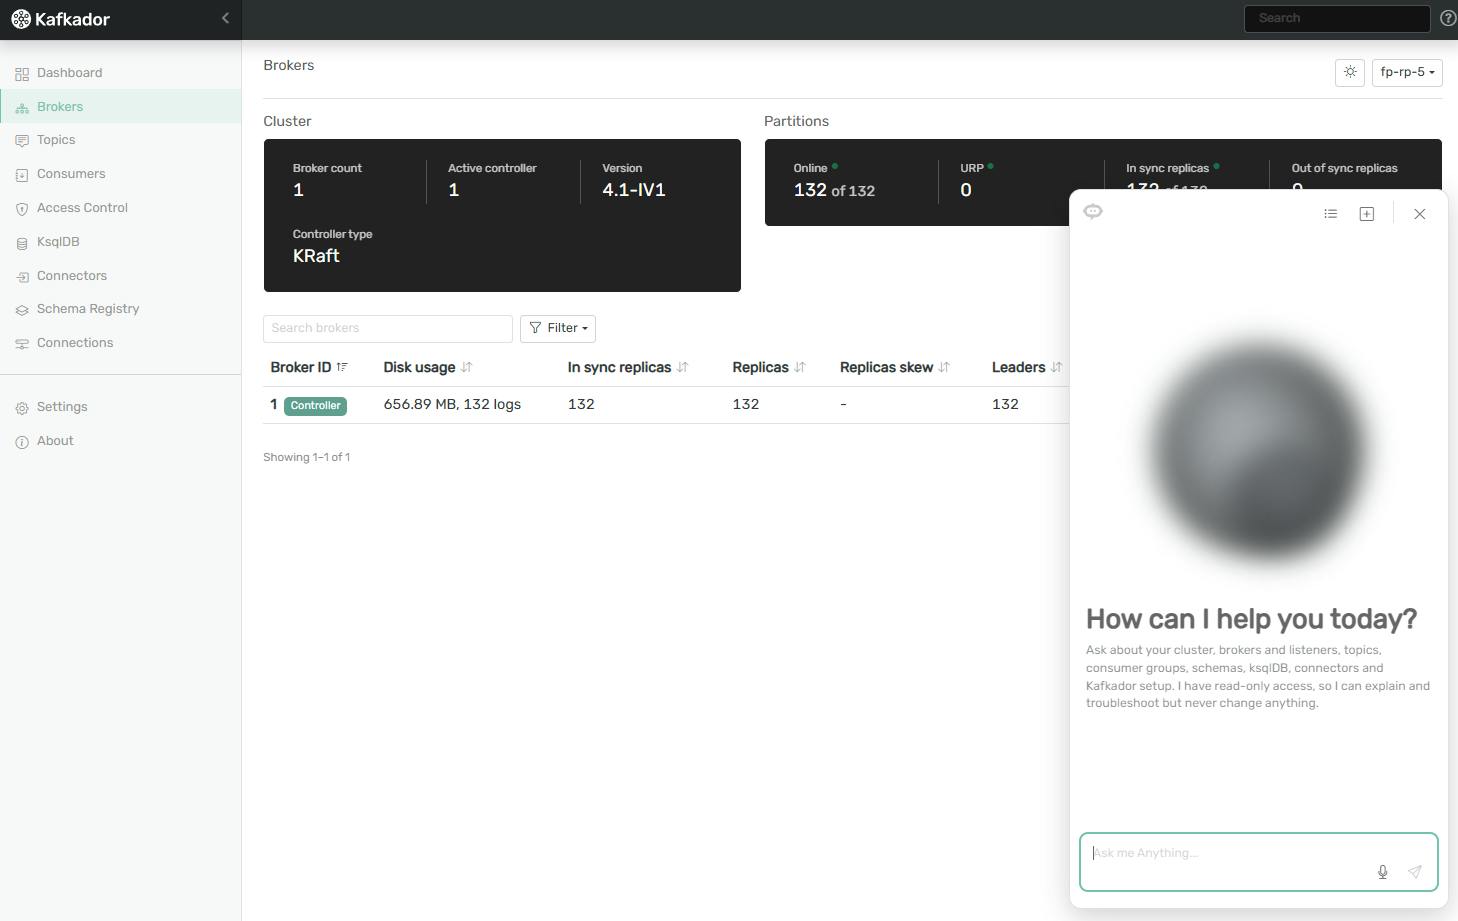 Kafkador
Search
Dashboard
Brokers
Topics
Consumers
Access Control
KsqlDB
Connectors
Schema Registry
Connections
Settings
About
Brokers
fp-rp-5
Cluster
Broker count
1
Active controller
1
Version
4.1-IV1
Controller type
KRaft
Partitions
Online
132 of 132
URP
0
In sync replicas
132 of 132
Out of sync replicas
0
Search brokers
Filter
Broker ID Disk usage In sync replicas Replicas Replicas skew Leaders
1 Controller 656.89 MB, 132 logs 132 132 - 132
Showing 1–1 of 1
How can I help you today?
Ask about your cluster, brokers and listeners, topics,
consumer groups, schemas, ksqlDB, connectors and
Kafkador setup. I have read-only access, so I can explain and
troubleshoot but never change anything.
Ask me Anything...